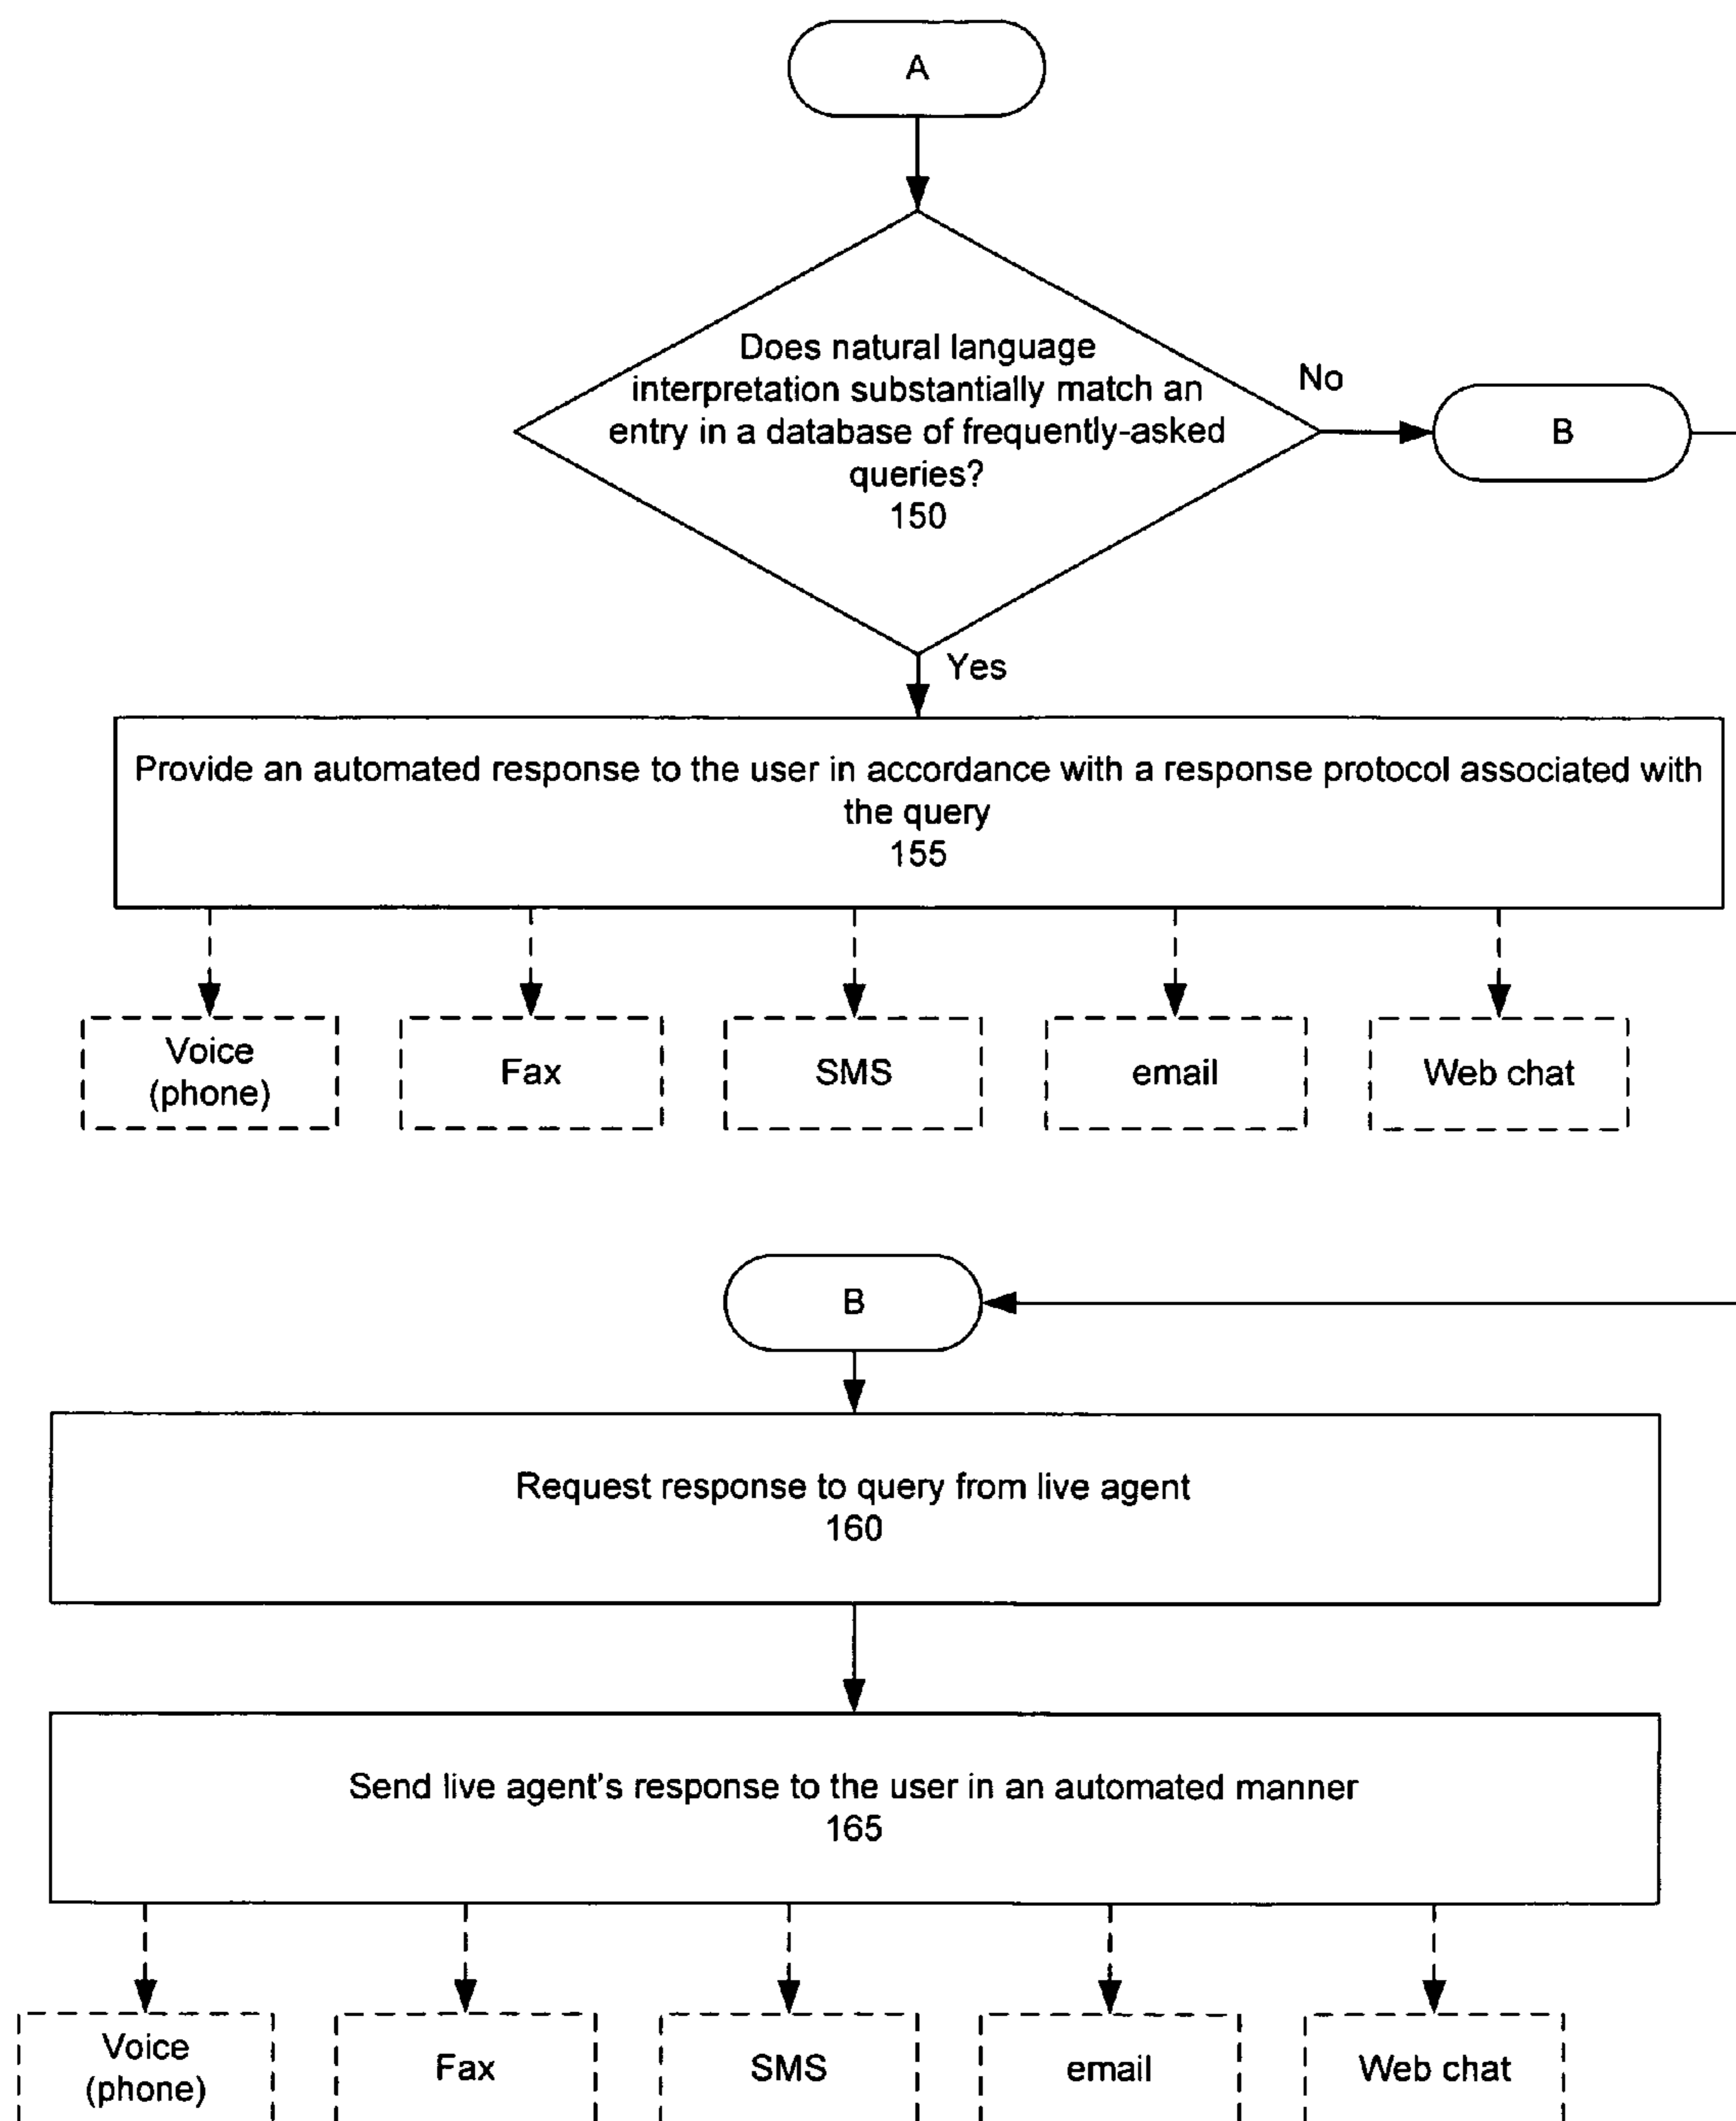 A
Does natural language
interpretation substantially match an
entry in a database of frequently-asked
queries?
150
No
B
Yes
Provide an automated response to the user in accordance with a response protocol associated with
the query
155
Voice
(phone)
Fax
SMS
email
Web chat
B
Request response to query from live agent
160
Send live agent's response to the user in an automated manner
165
Voice
(phone)
Fax
SMS
email
Web chat